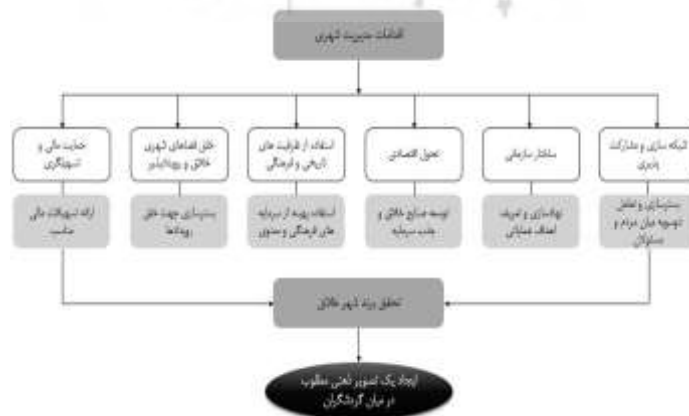 اقدامات مدیریت شهری
شبکه سازی و مشارکت
پذیری
ساختار سازمانی
تحول اقتصادی
استفاده از ظرفیت های
تاریخی و فرهنگی
خلق فضاهای شهری
خلاق و رویدادپذیر
حمایت مالی و
تسهیلگری
بسترسازی و تعامل
دوسویه میان مردم و
مسئولان
نهادسازی و تعریف
اهداف عملیاتی
توسعه صنایع خلاق و
جذب سرمایه
استفاده بهینه از سرمایه
های فرهنگی و معنوی
بسترسازی جهت خلق
رویدادها
ارائه تسهیلات مالی
مناسب
تحقق برند شهر خلاق
ایجاد یک تصویر ذهنی مطلوب
در میان گردشگران